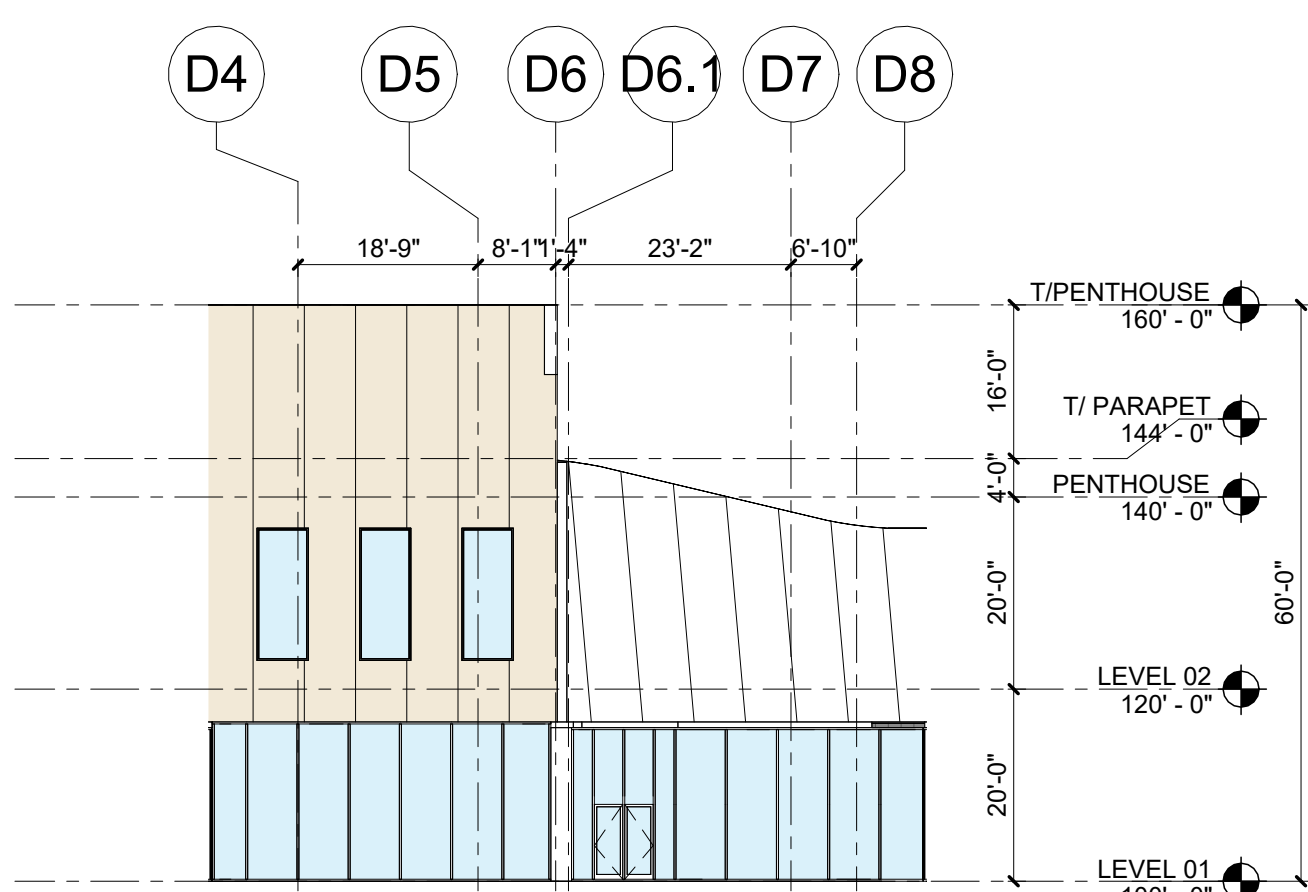 D4 D5 D6 D6.1 D7 D8
18'-9" 8'-1" 1'-4" 23'-2" 6'-10"
T/PENTHOUSE
160' - 0"
16'-0"
T/ PARAPET
144' - 0"
4'-0"
PENTHOUSE
140' - 0"
20'-0"
60'-0"
LEVEL 02
120' - 0"
20'-0"
LEVEL 01
100' - 0"